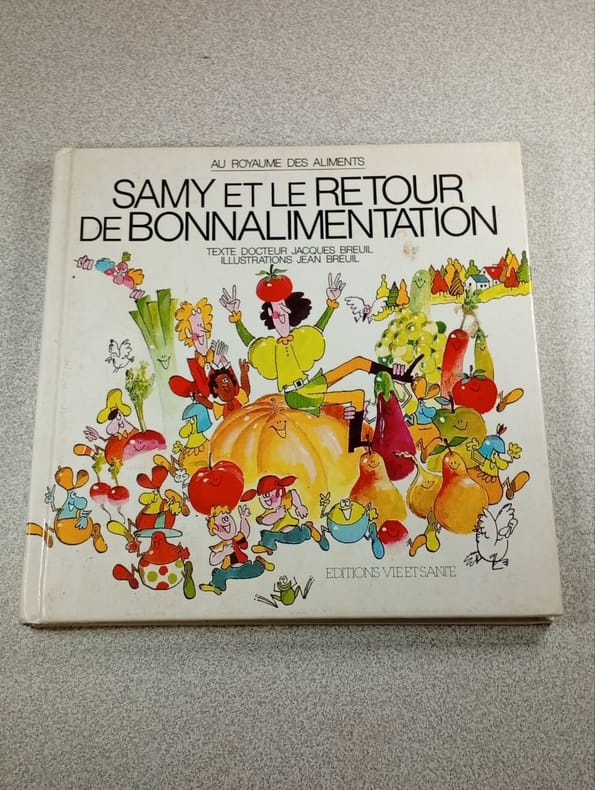 AU ROYAUME DES ALIMENTS
SAMY ET LE RETOUR
DE BONNALIMENTATION
TEXTE DOCTEUR JACQUES BREUIL
ILLUSTRATIONS JEAN BREUIL
EDITIONS VIE ET SANTE